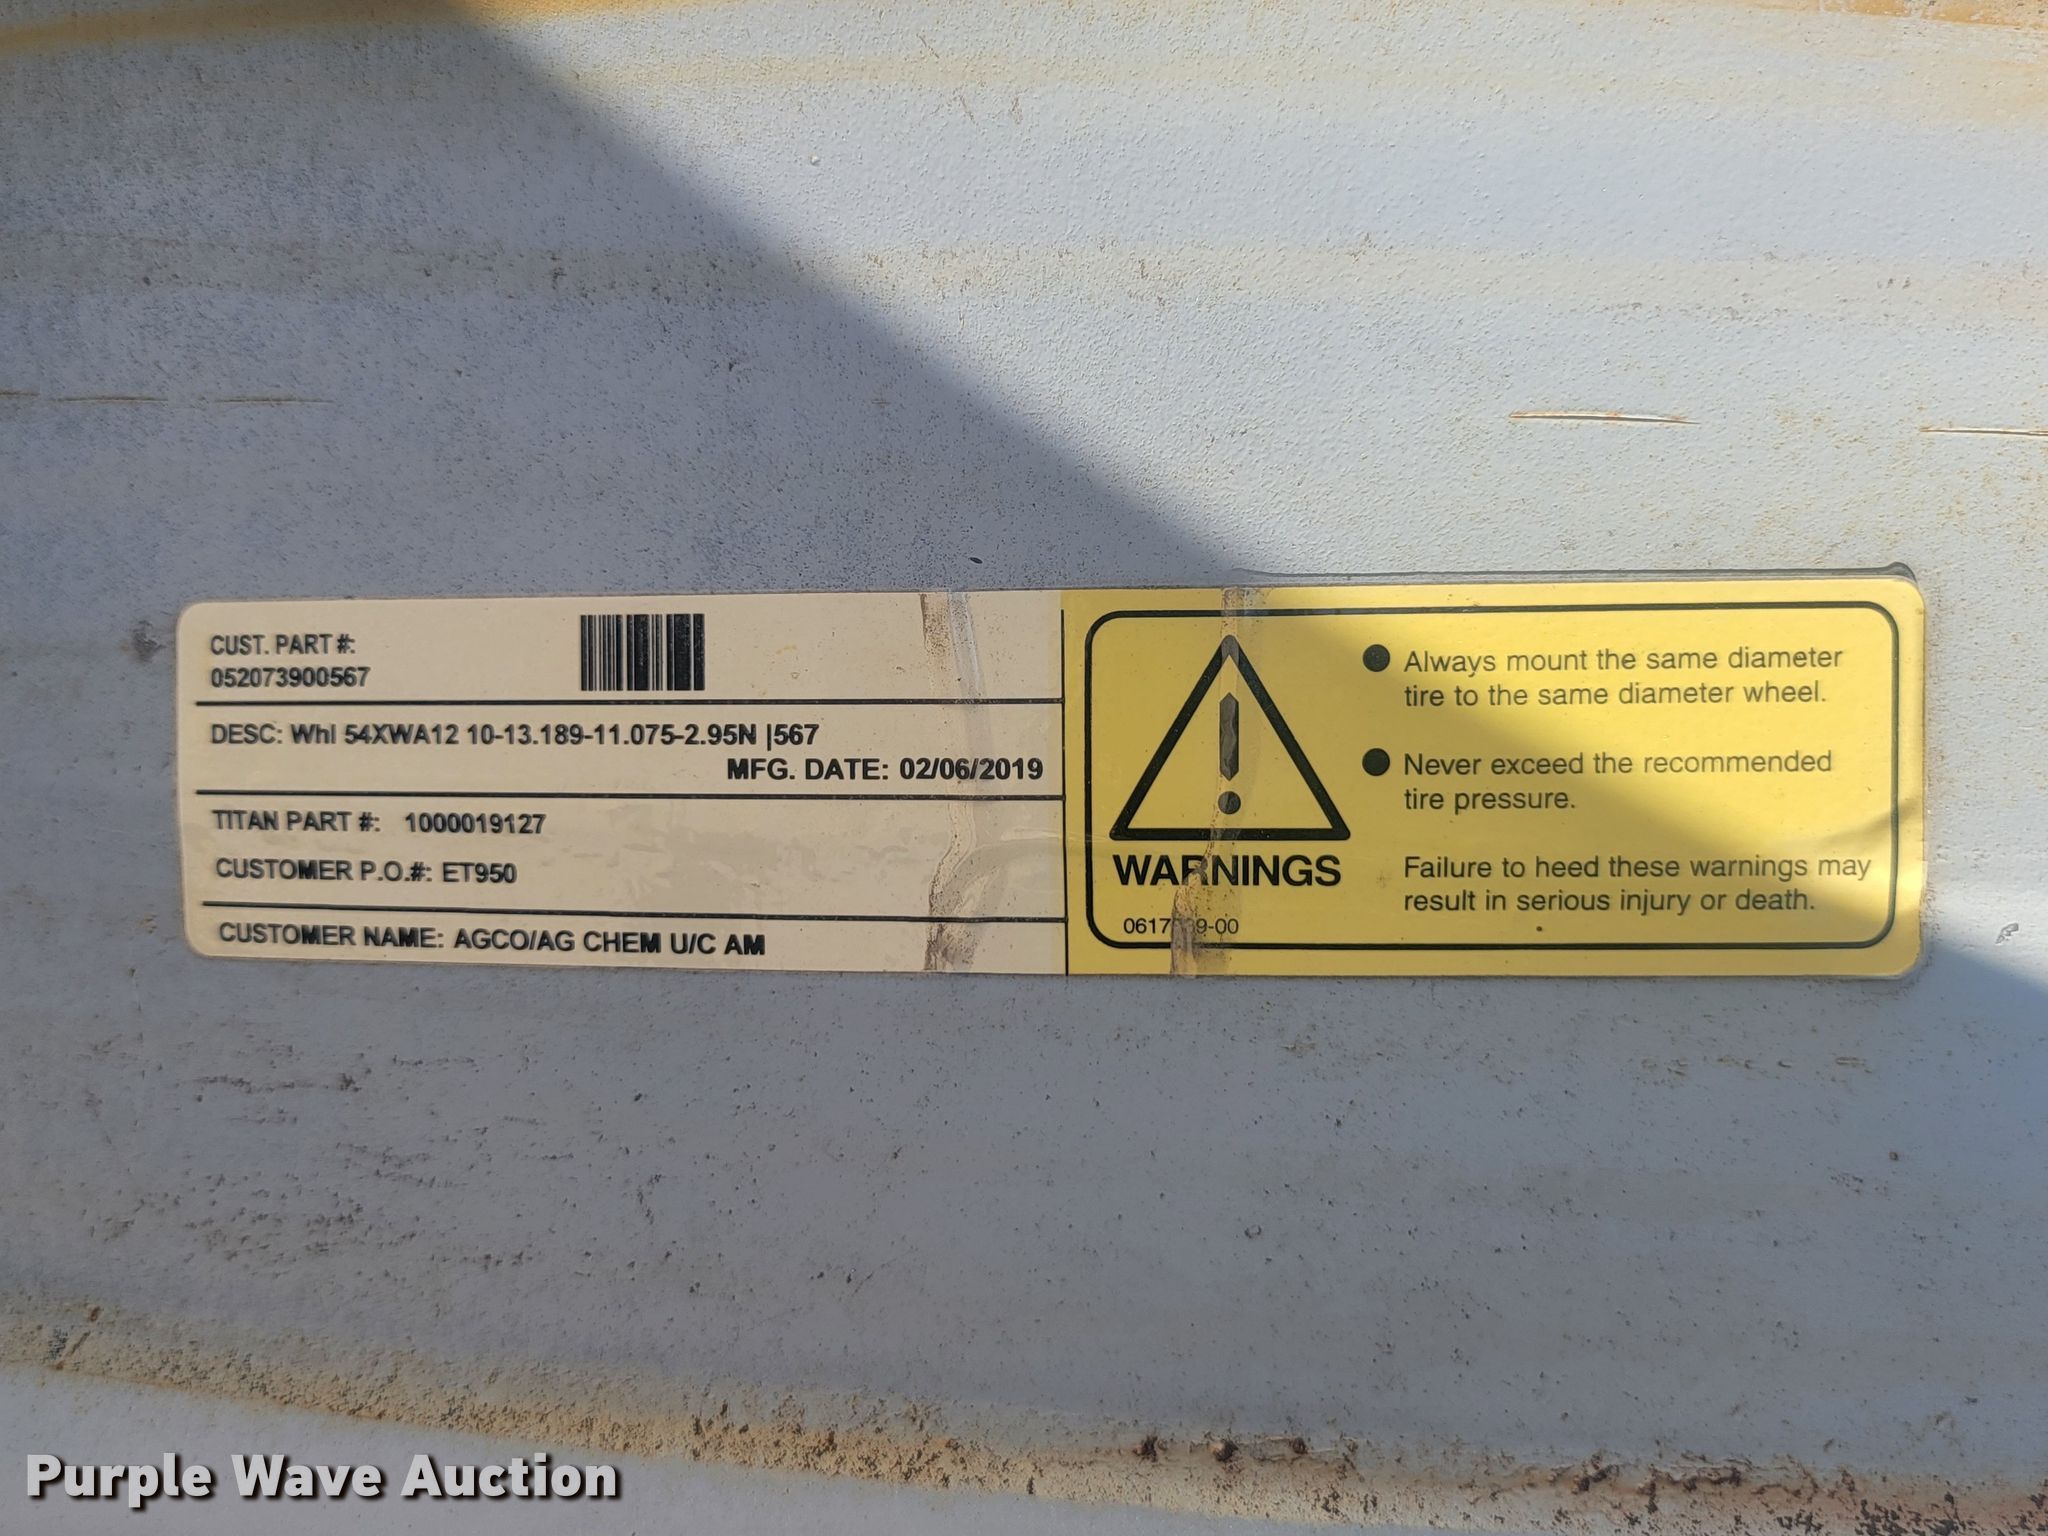 CUST. PART #:
052073900567
DESC: Whl 54XWA12 10-13.189-11.075-2.95N |567
MFG. DATE: 02/06/2019
TITAN PART #: 1000019127
CUSTOMER P.O.#: ET950
CUSTOMER NAME: AGCO/AG CHEM U/C AM
WARNINGS
● Always mount the same diameter
tire to the same diameter wheel.
● Never exceed the recommended
tire pressure.
Failure to heed these warnings may
result in serious injury or death.
Purple Wave Auction